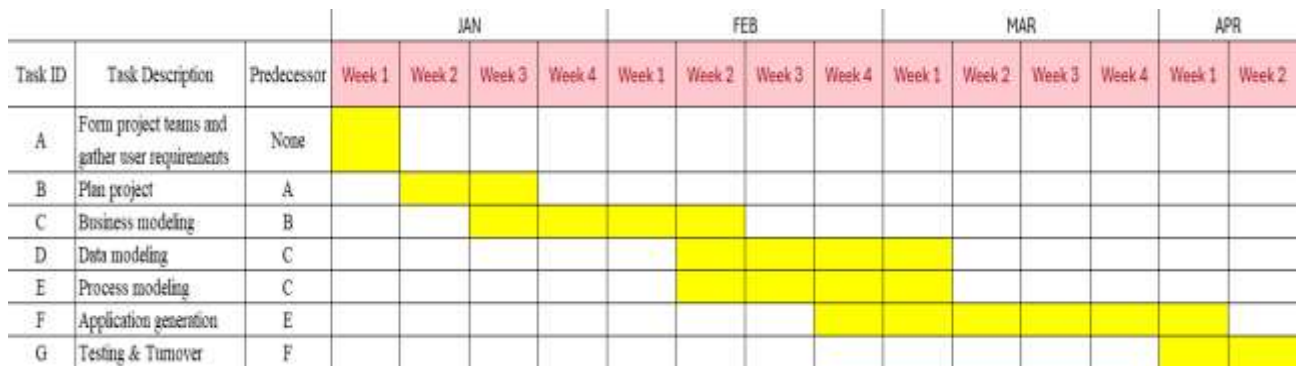 JAN FEB MAR APR
Task ID Task Description Predecessor Week 1 Week 2 Week 3 Week 4 Week 1 Week 2 Week 3 Week 4 Week 1 Week 2 Week 3 Week 4 Week 1 Week 2
A Form project teams and gather user requirements None
B Plan project A
C Business modeling B
D Data modeling C
E Process modeling C
F Application generation E
G Testing & Turnover F